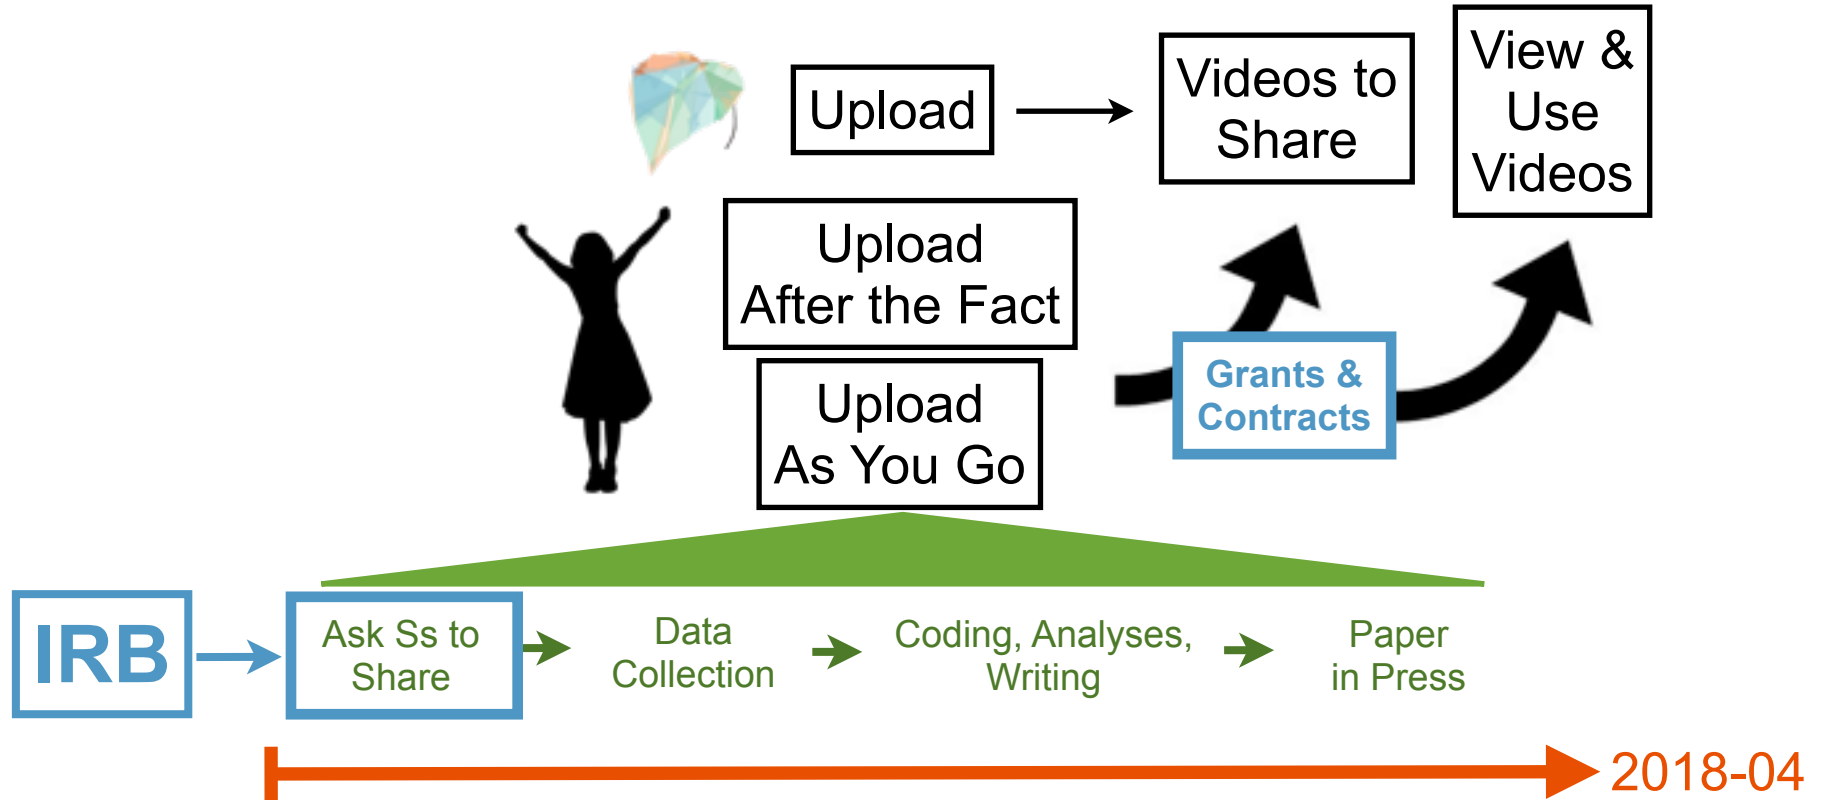 Upload
Videos to
Share
View &
Use
Videos
Upload
After the Fact
Upload
As You Go
Grants &
Contracts
IRB
Ask Ss to
Share
Data
Collection
Coding, Analyses,
Writing
Paper
in Press
2018-04